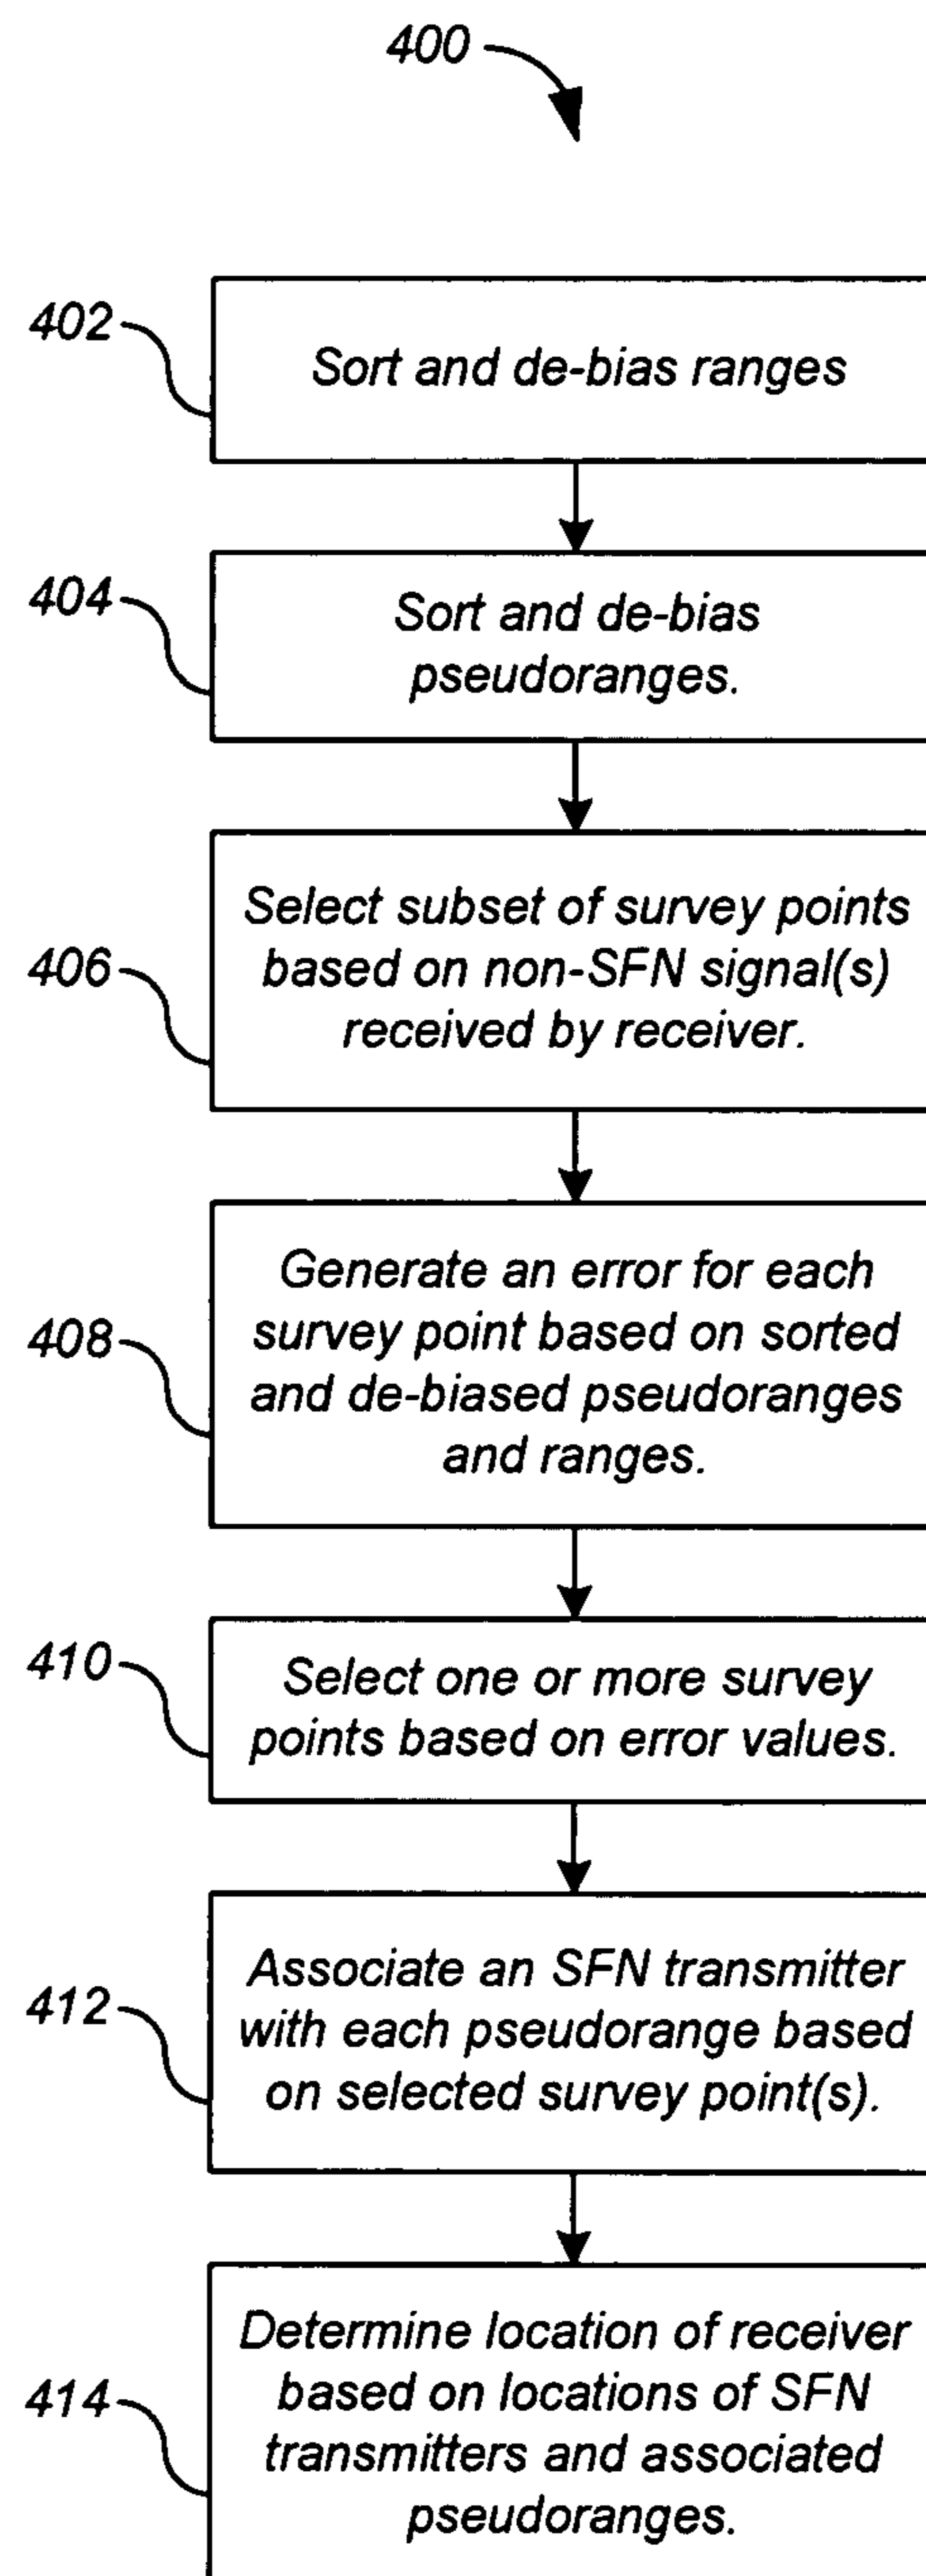 400
402
Sort and de-bias ranges
404
Sort and de-bias
pseudoranges.
406
Select subset of survey points
based on non-SFN signal(s)
received by receiver.
408
Generate an error for each
survey point based on sorted
and de-biased pseudoranges
and ranges.
410
Select one or more survey
points based on error values.
412
Associate an SFN transmitter
with each pseudorange based
on selected survey point(s).
414
Determine location of receiver
based on locations of SFN
transmitters and associated
pseudoranges.